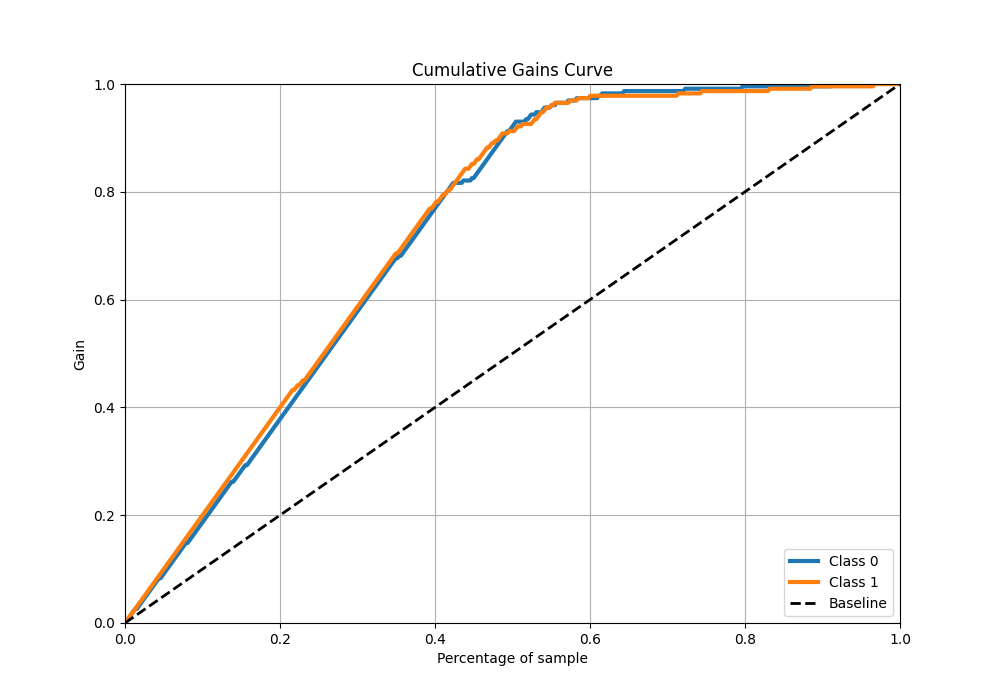 Cumulative Gains Curve
1.0
0.8
0.6
0.4
0.2
0.0
Gain
0.0 0.2 0.4 0.6 0.8 1.0
Percentage of sample
Class 0
Class 1
Baseline